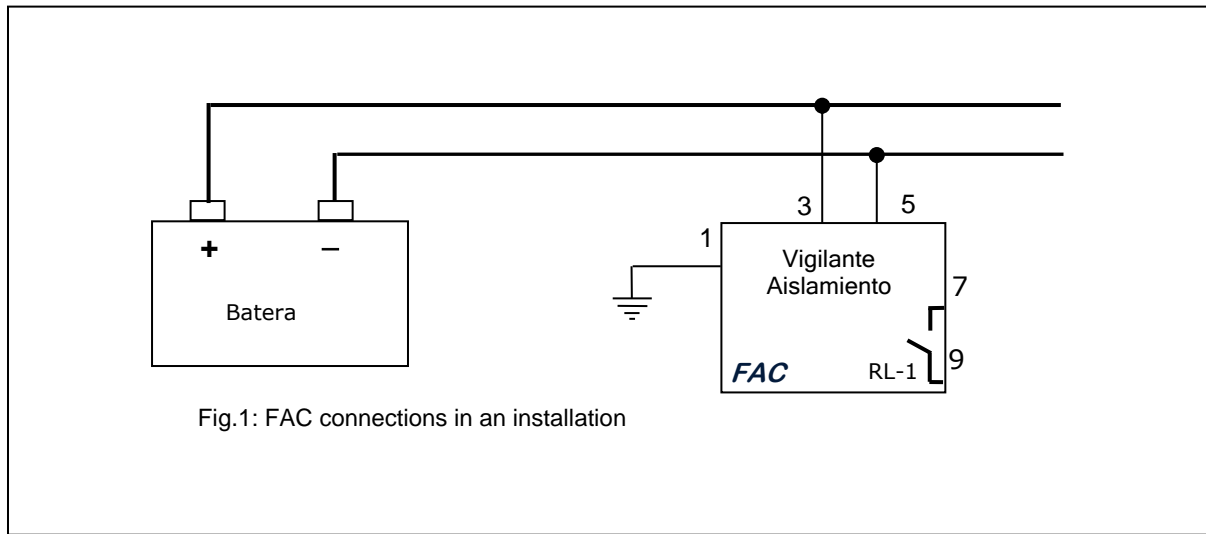 3
5
1
Vigilante
Aislamiento
+
–
7
Batera
9
FAC
RL-1
Fig.1: FAC connections in an installation